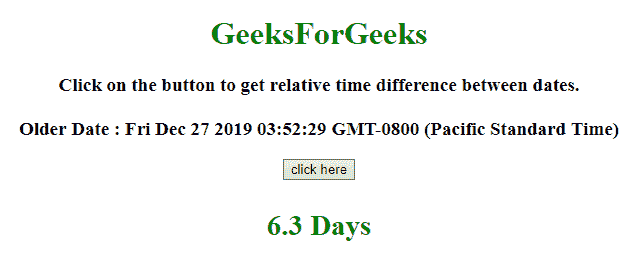 GeeksForGeeks
Click on the button to get relative time difference between dates.
Older Date : Fri Dec 27 2019 03:52:29 GMT-0800 (Pacific Standard Time)
click here
6.3 Days